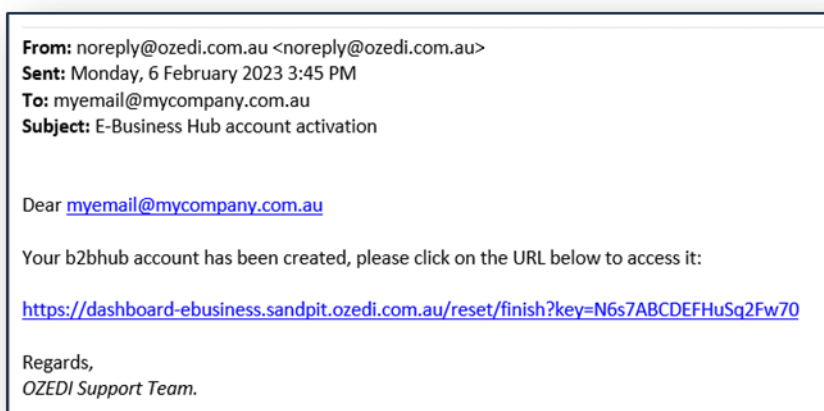 From: noreply@ozedi.com.au <noreply@ozedi.com.au>
Sent: Monday, 6 February 2023 3:45 PM
To: myemail@mycompany.com.au
Subject: E-Business Hub account activation
Dear myemail@mycompany.com.au
Your b2bhub account has been created, please click on the URL below to access it:
https://dashboard-ebusiness.sandpit.ozedi.com.au/reset/finish?key=N6s7ABCDEFHuSq2Fw70
Regards,
OZEDI Support Team.